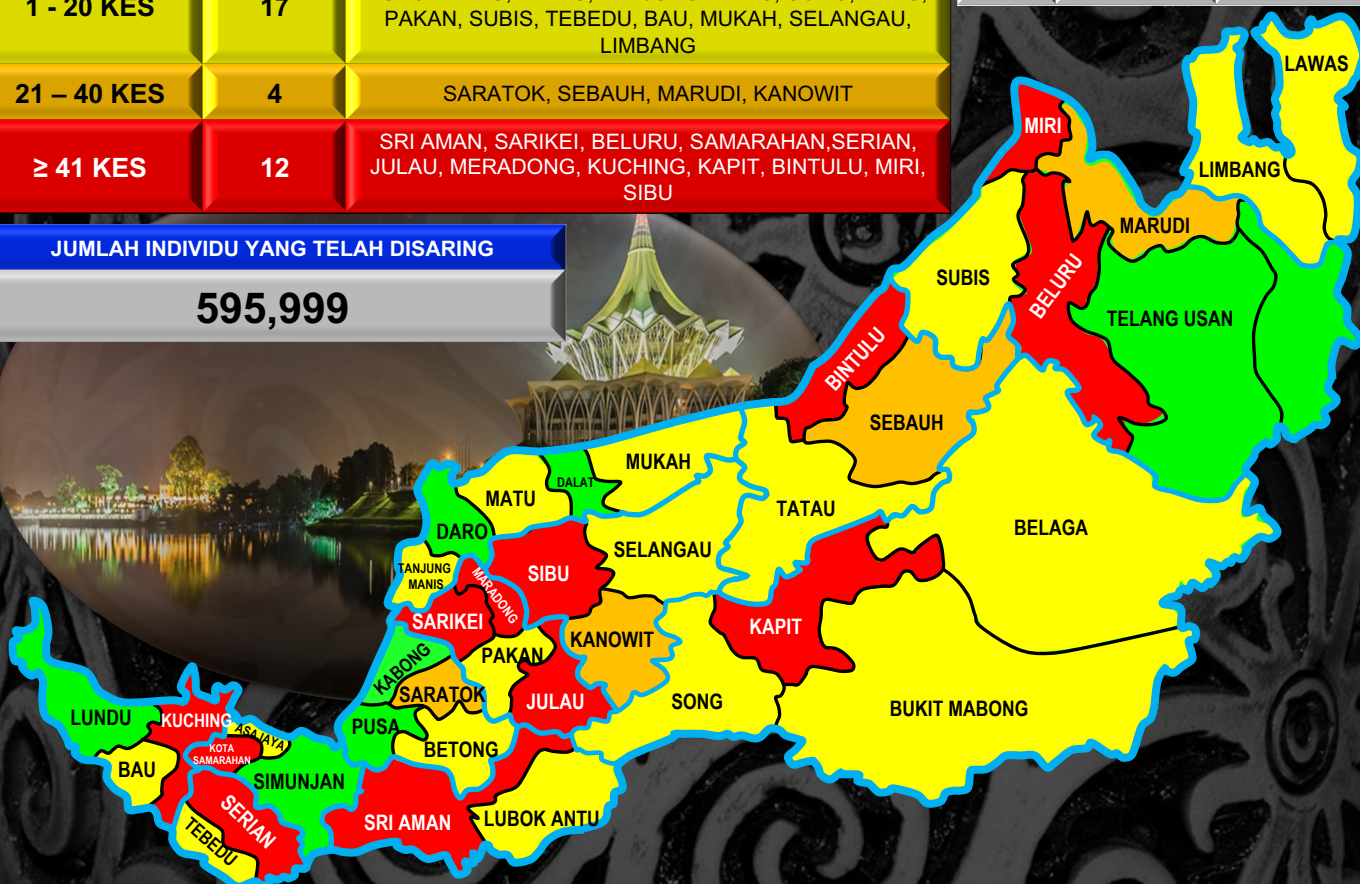 1 - 20 KES
17
PAKAN, SUBIS, TEBEDU, BAU, MUKAH, SELANGAU,
LIMBANG
21 – 40 KES
4
SARATOK, SEBAUH, MARUDI, KANOWIT
≥ 41 KES
12
SRI AMAN, SARIKEI, BELURU, SAMARAHAN,SERIAN,
JULAU, MERADONG, KUCHING, KAPIT, BINTULU, MIRI,
SIBU
JUMLAH INDIVIDU YANG TELAH DISARING
595,999
LAWAS
MIRI
LIMBANG
MARUDI
SUBIS
BELURU
TELANG USAN
BINTULU
SEBAUH
MUKAH
DALAT
MATU
TATAU
BELAGA
DARO
SELANGAU
TANJUNG
MANIS
SIBU
MARADONG
SARIKEI
KAPIT
KANOWIT
PAKAN
KABONG
SARATOK
JULAU
SONG
BUKIT MABONG
LUNDU
KUCHING
PUSA
ASAJAYA
BETONG
KOTA
SAMARAHAN
BAU
SIMUNJAN
SERIAN
SRI AMAN
LUBOK ANTU
TEBEDU